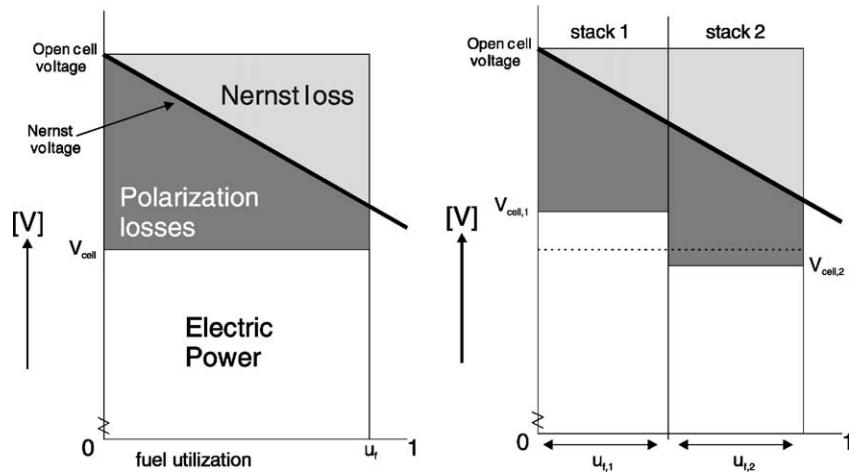 Open cell
voltage
Nernst loss
Nernst
voltage
Polarization
losses
[V]
V_cell
Electric
Power
0
fuel utilization
u_f
1
stack 1
stack 2
Open cell
voltage
V_cell,1
[V]
V_cell,2
0
u_f,1
u_f,2
1